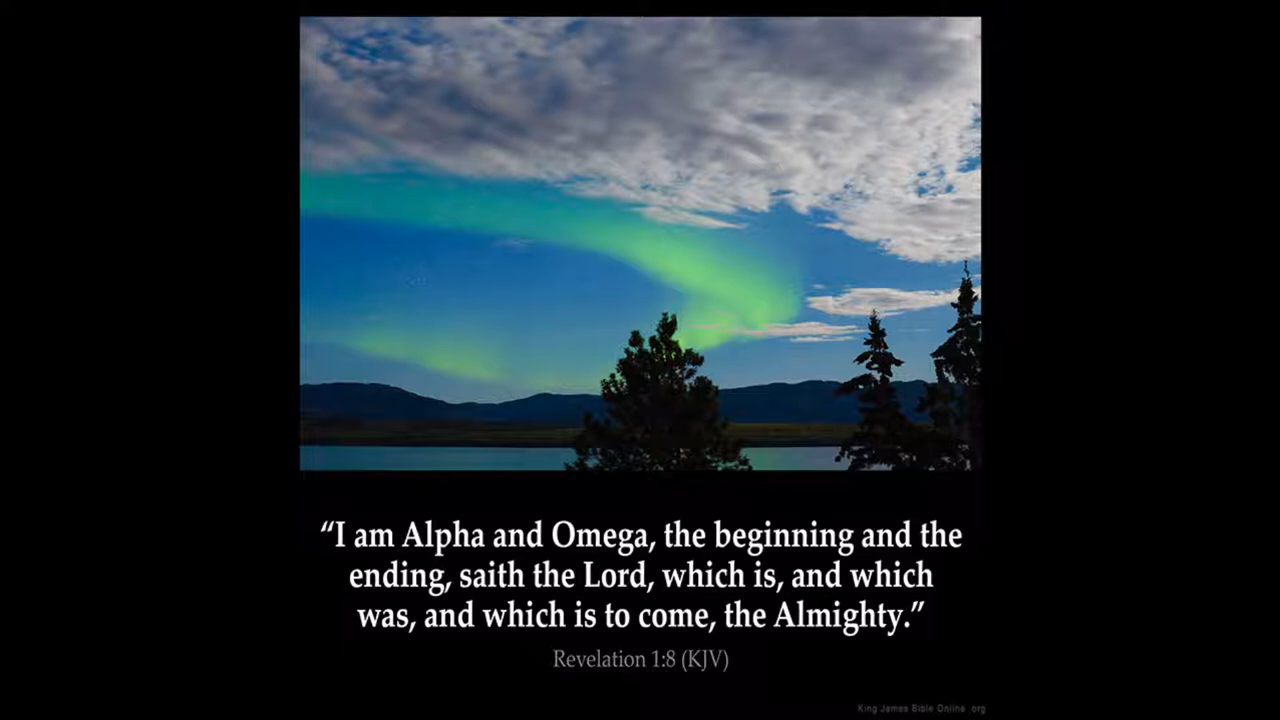 “I am Alpha and Omega, the beginning and the
ending, saith the Lord, which is, and which
was, and which is to come, the Almighty.”
Revelation 1:8 (KJV)
King James Bible Online .org